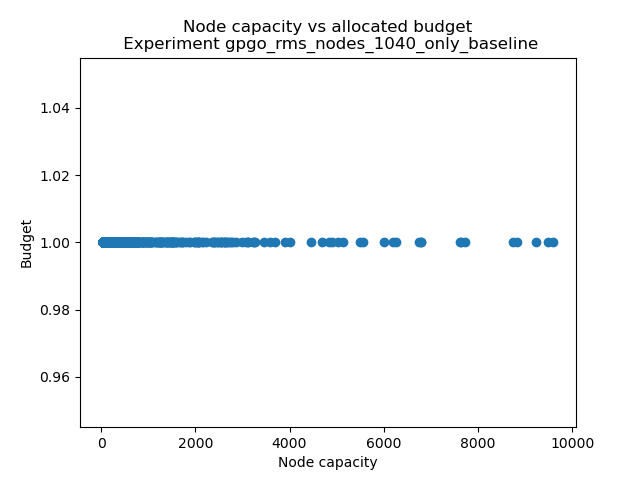 Node capacity vs allocated budget
Experiment gpgo_rms_nodes_1040_only_baseline
Budget
1.04
1.02
1.00
0.98
0.96
0
2000
4000
6000
8000
10000
Node capacity